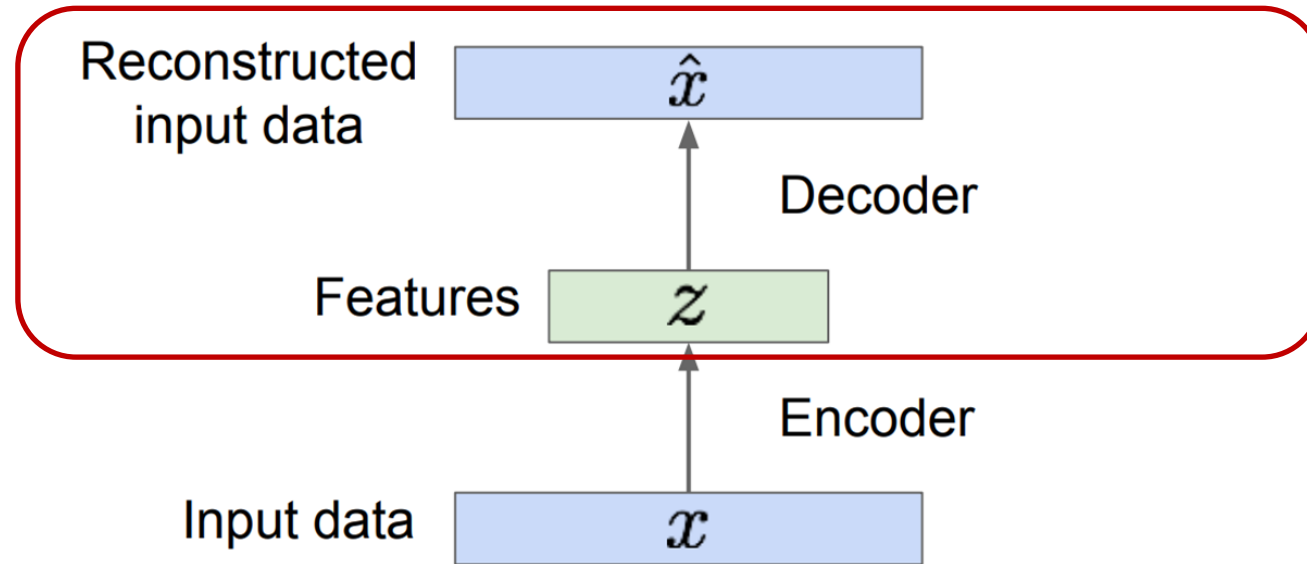 Reconstructed
input data
x̂
Decoder
Features
z
Encoder
Input data
x